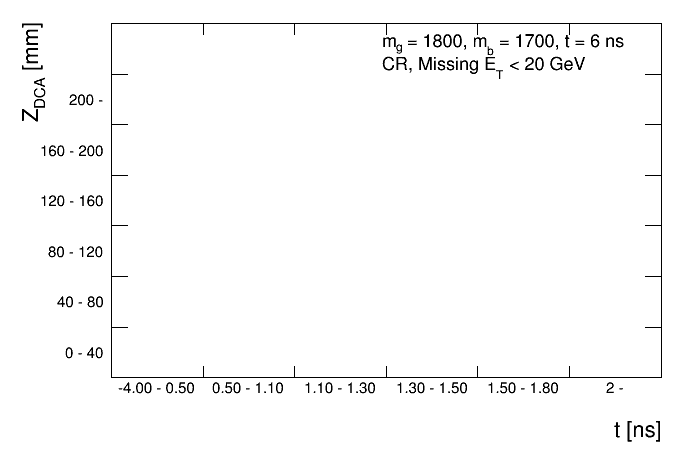 Z_DCA [mm]
m_g = 1800, m_b = 1700, t = 6 ns
CR, Missing E_T < 20 GeV
200 -
160 - 200
120 - 160
80 - 120
40 - 80
0 - 40
-4.00 - 0.50 0.50 - 1.10 1.10 - 1.30 1.30 - 1.50 1.50 - 1.80 2 -
t [ns]